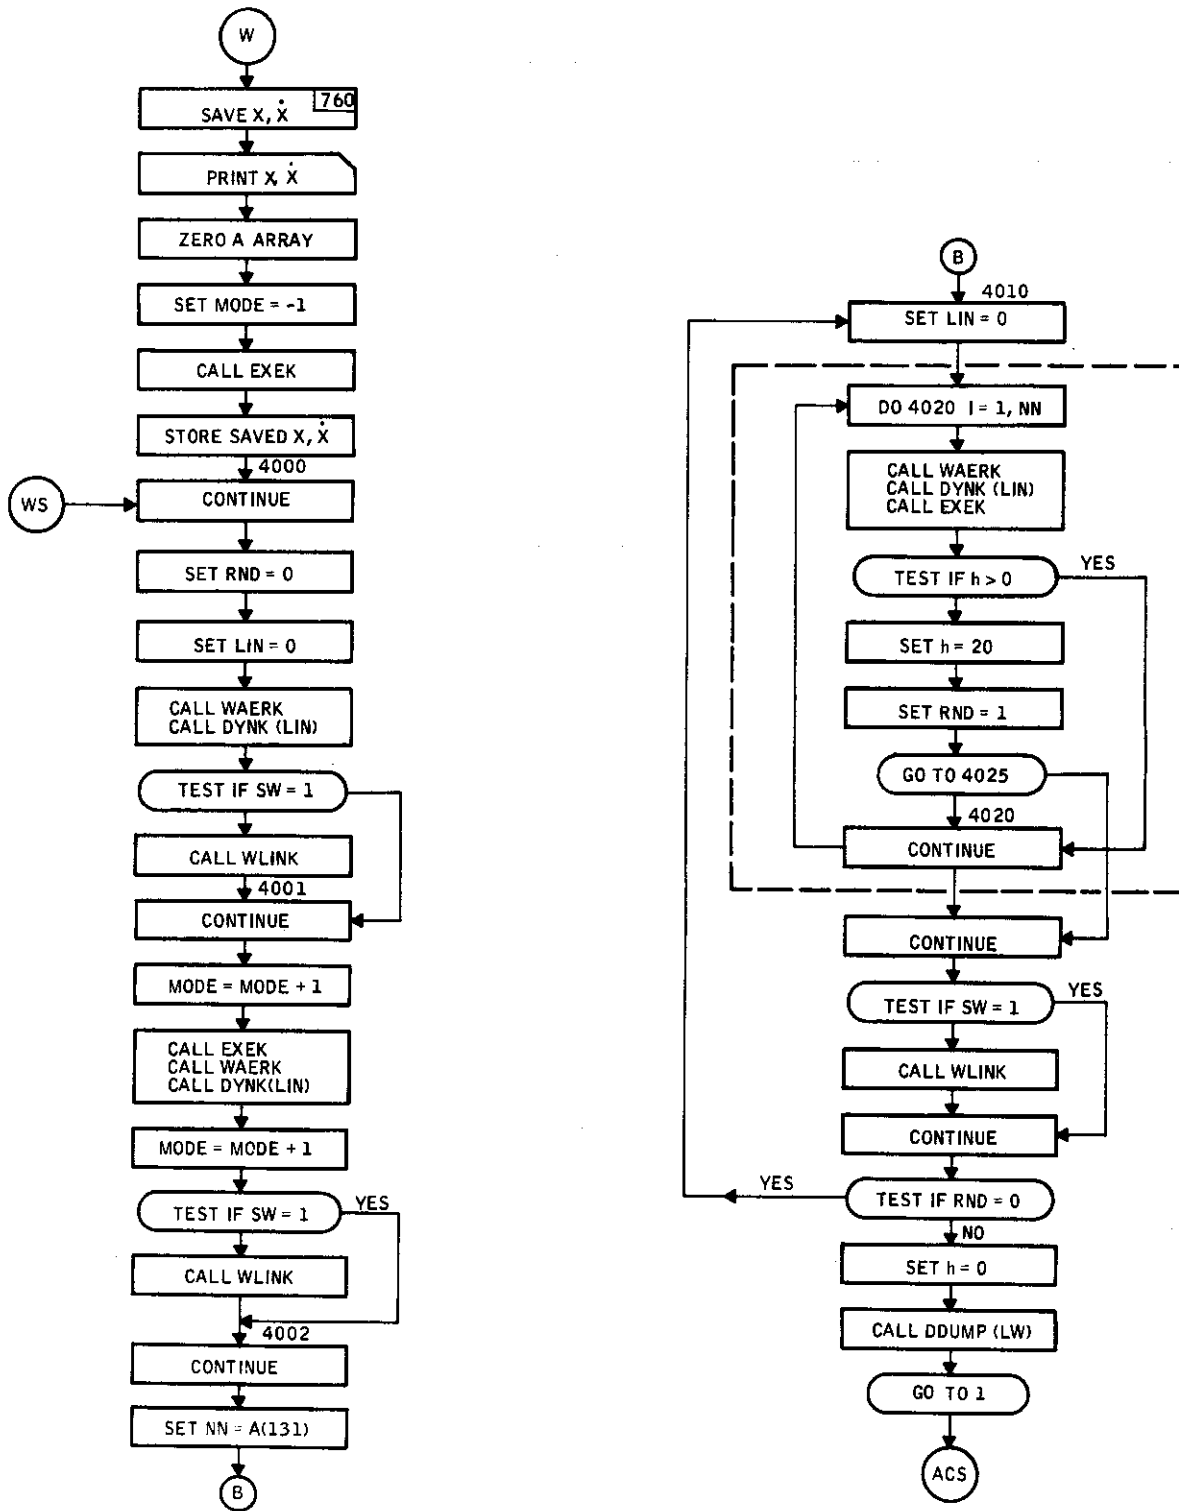 W
760
SAVE X, Ẋ
PRINT X, Ẋ
ZERO A ARRAY
SET MODE = -1
CALL EXEK
STORE SAVED X, Ẋ
4000
WS
CONTINUE
SET RND = 0
SET LIN = 0
CALL WAERK
CALL DYNK (LIN)
TEST IF SW = 1
CALL WLINK
4001
CONTINUE
MODE = MODE + 1
CALL EXEK
CALL WAERK
CALL DYNK(LIN)
MODE = MODE + 1
TEST IF SW = 1
YES
CALL WLINK
4002
CONTINUE
SET NN = A(131)
B
B
4010
SET LIN = 0
DO 4020 I = 1, NN
CALL WAERK
CALL DYNK (LIN)
CALL EXEK
TEST IF h > 0
YES
SET h = 20
SET RND = 1
GO TO 4025
4020
CONTINUE
CONTINUE
TEST IF SW = 1
YES
CALL WLINK
CONTINUE
YES
TEST IF RND = 0
NO
SET h = 0
CALL DDUMP (LW)
GO TO 1
ACS